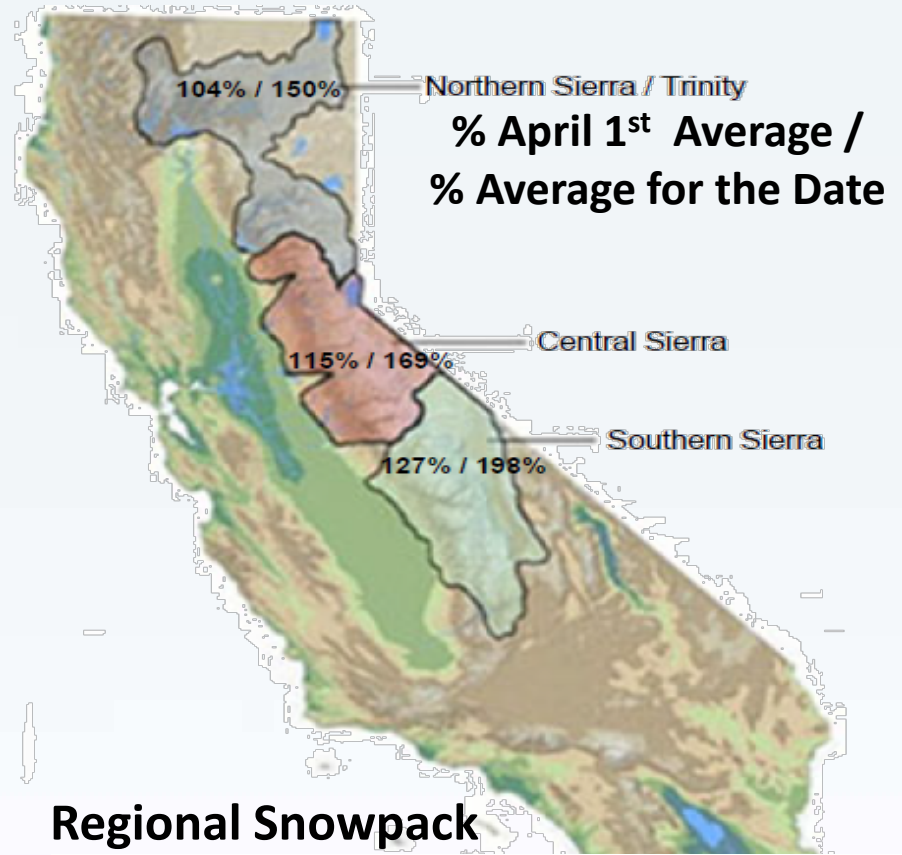 104% / 150%
Northern Sierra / Trinity
% April 1st Average /
% Average for the Date
Central Sierra
115% / 169%
Southern Sierra
127% / 198%
Regional Snowpack